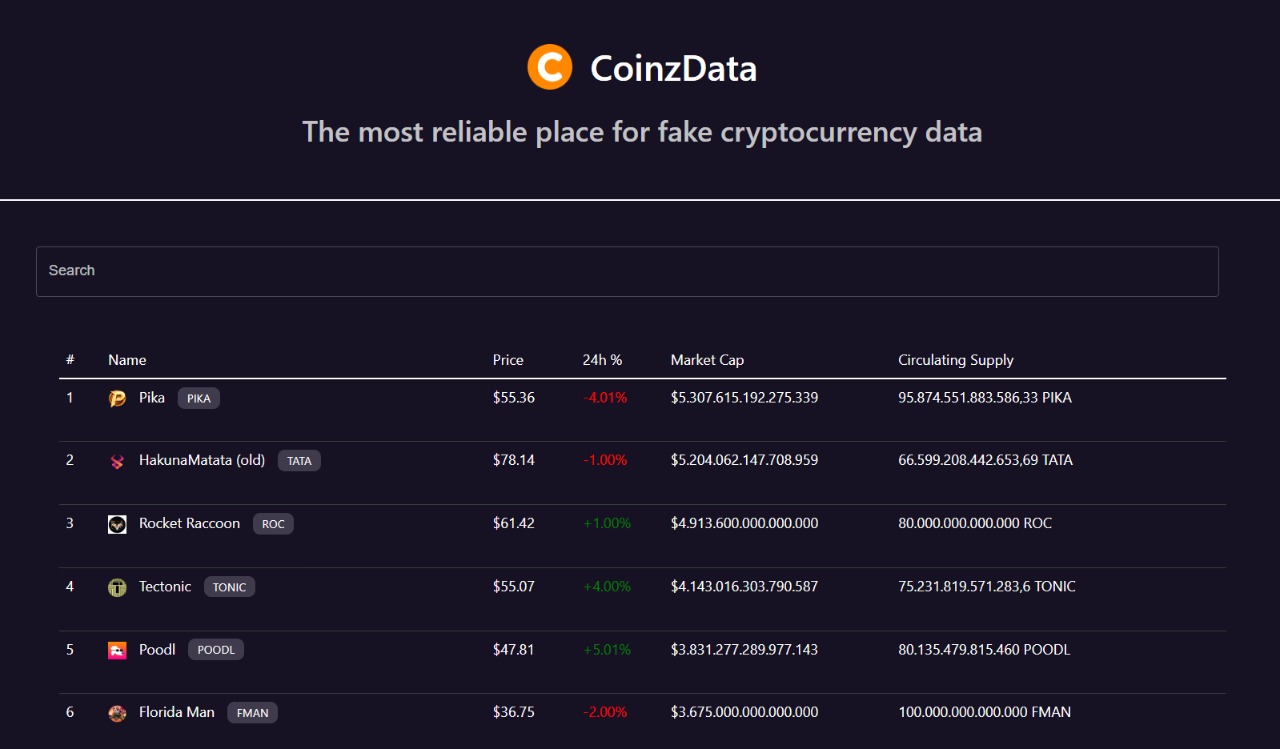 CoinzData
The most reliable place for fake cryptocurrency data
Search
# Name Price 24h % Market Cap Circulating Supply
1 Pika PIKA $55.36 -4.01% $5.307.615.192.275.339 95.874.551.883.586,33 PIKA
2 HakunaMatata (old) TATA $78.14 -1.00% $5.204.062.147.708.959 66.599.208.442.653,69 TATA
3 Rocket Raccoon ROC $61.42 +1.00% $4.913.600.000.000.000 80.000.000.000.000 ROC
4 Tectonic TONIC $55.07 +4.00% $4.143.016.303.790.587 75.231.819.571.283,6 TONIC
5 Poodl POODL $47.81 +5.01% $3.831.277.289.977.143 80.135.479.815.460 POODL
6 Florida Man FMAN $36.75 -2.00% $3.675.000.000.000.000 100.000.000.000.000 FMAN